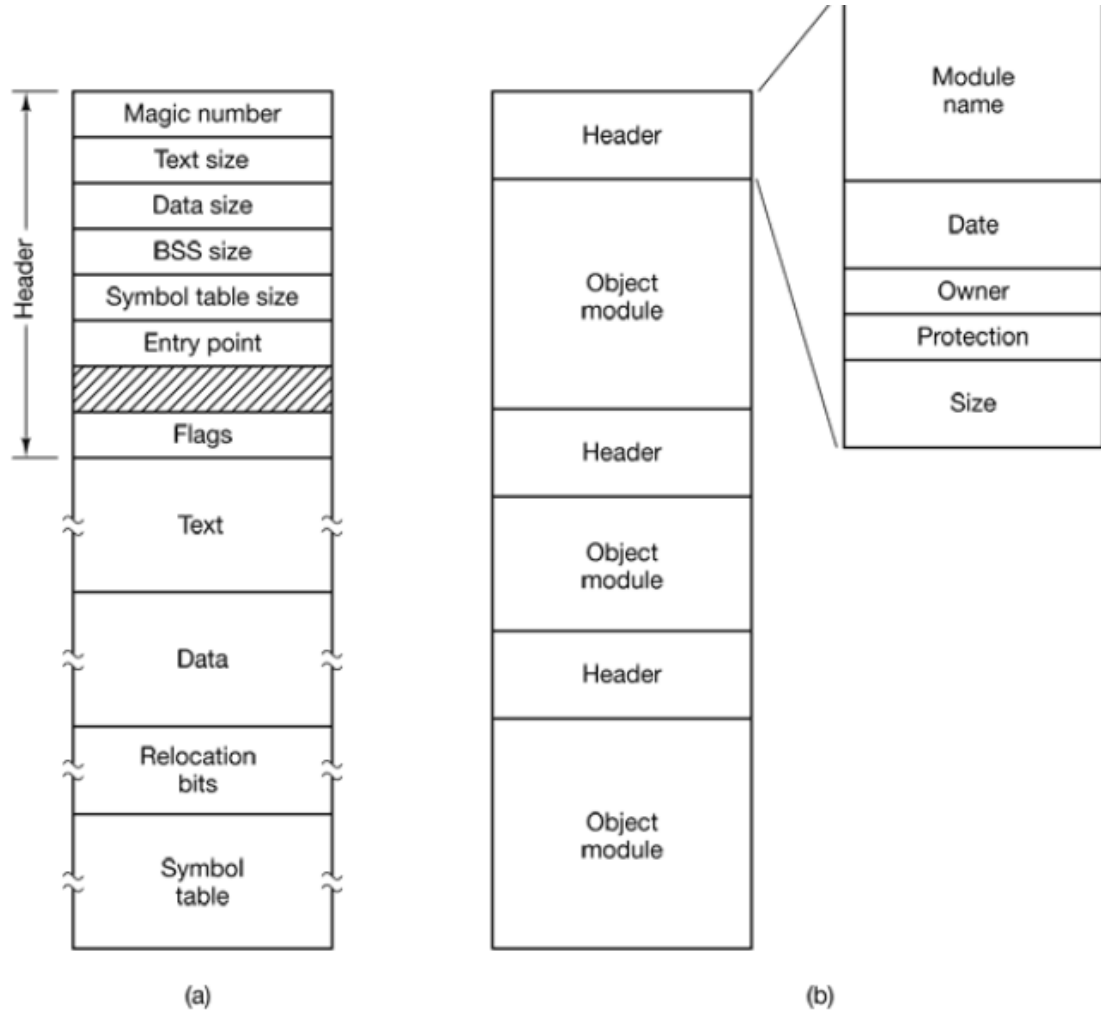 Header
Magic number
Text size
Data size
BSS size
Symbol table size
Entry point
Flags
Text
Data
Relocation
bits
Symbol
table
(a)
Header
Object
module
Header
Object
module
Header
Object
module
Module
name
Date
Owner
Protection
Size
(b)